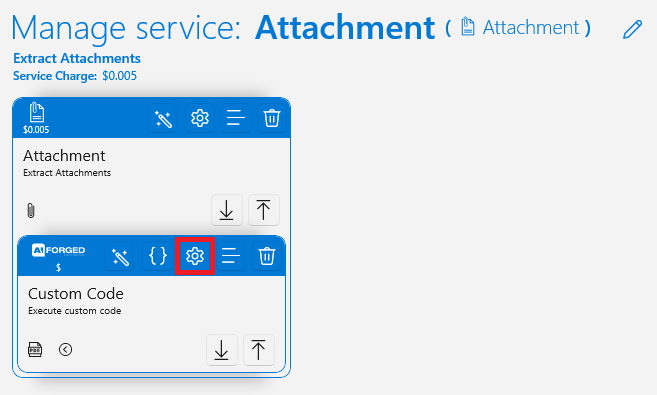 Manage service: Attachment ( Attachment )
Extract Attachments
Service Charge: $0.005
$0.005
Attachment
Extract Attachments
AIFORGED
$
{ }
Custom Code
Execute custom code
PDF